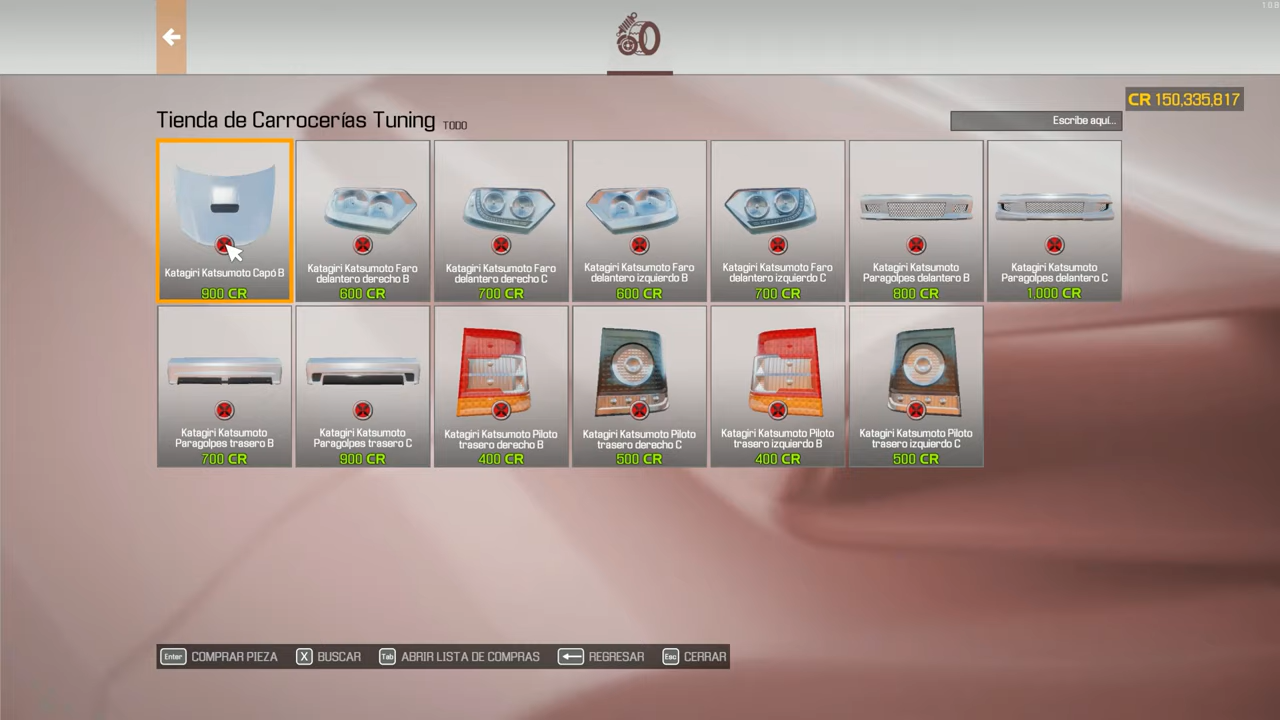 1.0.8
CR 150,335,817
Tienda de Carrocerías Tuning TODO
Escribe aquí...
Katagiri Katsumoto Capó B
900 CR
Katagiri Katsumoto Faro
delantero derecho B
600 CR
Katagiri Katsumoto Faro
delantero derecho C
700 CR
Katagiri Katsumoto Faro
delantero izquierdo B
600 CR
Katagiri Katsumoto Faro
delantero izquierdo C
700 CR
Katagiri Katsumoto
Paragolpes delantero B
800 CR
Katagiri Katsumoto
Paragolpes delantero C
1,000 CR
Katagiri Katsumoto
Paragolpes trasero B
700 CR
Katagiri Katsumoto
Paragolpes trasero C
900 CR
Katagiri Katsumoto Piloto
trasero derecho B
400 CR
Katagiri Katsumoto Piloto
trasero derecho C
500 CR
Katagiri Katsumoto Piloto
trasero izquierdo B
400 CR
Katagiri Katsumoto Piloto
trasero izquierdo C
500 CR
Enter COMPRAR PIEZA X BUSCAR Tab ABRIR LISTA DE COMPRAS REGRESAR Esc CERRAR